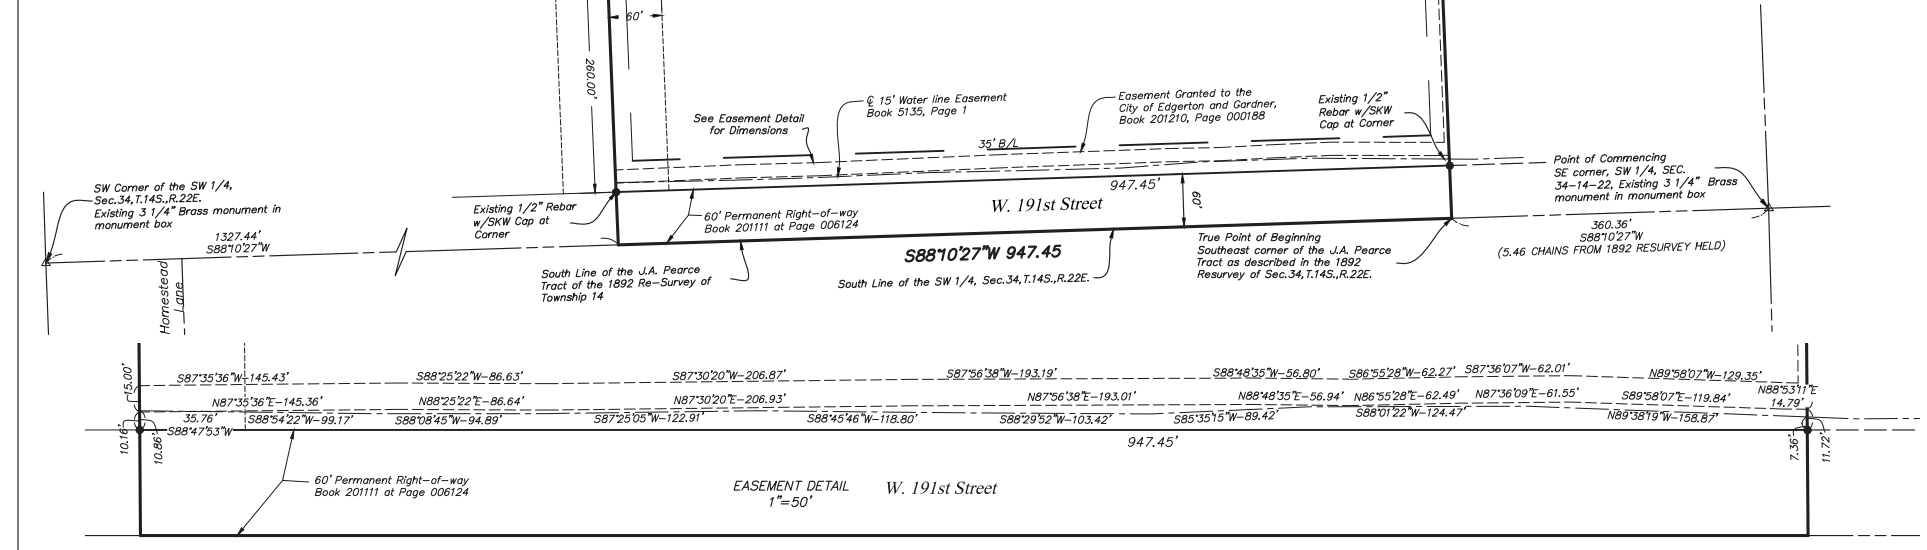 60'
260.00'
See Easement Detail
for Dimensions
℄ 15' Water line Easement
Book 5135, Page 1
Easement Granted to the
City of Edgerton and Gardner,
Book 201210, Page 000188
Existing 1/2"
Rebar w/SKW
Cap at Corner
35' B/L
Point of Commencing
SE corner, SW 1/4, SEC.
34-14-22, Existing 3 1/4" Brass
monument in monument box
SW Corner of the SW 1/4,
Sec.34,T.14S.,R.22E.
Existing 3 1/4" Brass monument in
monument box
1327.44'
S88°10'27"W
Existing 1/2" Rebar
w/SKW Cap at
Corner
60' Permanent Right-of-way
Book 201111 at Page 006124
947.45'
W. 191st Street
60'
S88°10'27"W 947.45
True Point of Beginning
Southeast corner of the J.A. Pearce
Tract as described in the 1892
Resurvey of Sec.34,T.14S.,R.22E.
360.36'
S88°10'27"W
(5.46 CHAINS FROM 1892 RESURVEY HELD)
South Line of the J.A. Pearce
Tract of the 1892 Re-Survey of
Township 14
South Line of the SW 1/4, Sec.34,T.14S.,R.22E.
Homestead
Lane
15.00'
S87°35'36"W-145.43'
S88°25'22"W-86.63'
S87°30'20"W-206.87'
S87°56'38"W-193.19'
S88°48'35"W-56.80'
S86°55'28"W-62.27'
S87°36'07"W-62.01'
N89°58'07"W-129.35'
N87°35'36"E-145.36'
N88°25'22"E-86.64'
N87°30'20"E-206.93'
N87°56'38"E-193.01'
N88°48'35"E-56.94'
N86°55'28"E-62.49'
N87°36'09"E-61.55'
S89°58'07"E-119.84'
N88°53'11"E
14.79'
35.76'
S88°47'53"W
S88°54'22"W-99.17'
S88°08'45"W-94.89'
S87°25'05"W-122.91'
S88°45'46"W-118.80'
S88°29'52"W-103.42'
S85°35'15"W-89.42'
S88°01'22"W-124.47'
N89°38'19"W-158.87'
10.16'
10.86'
947.45'
7.36'
11.72'
60' Permanent Right-of-way
Book 201111 at Page 006124
EASEMENT DETAIL
1"=50'
W. 191st Street